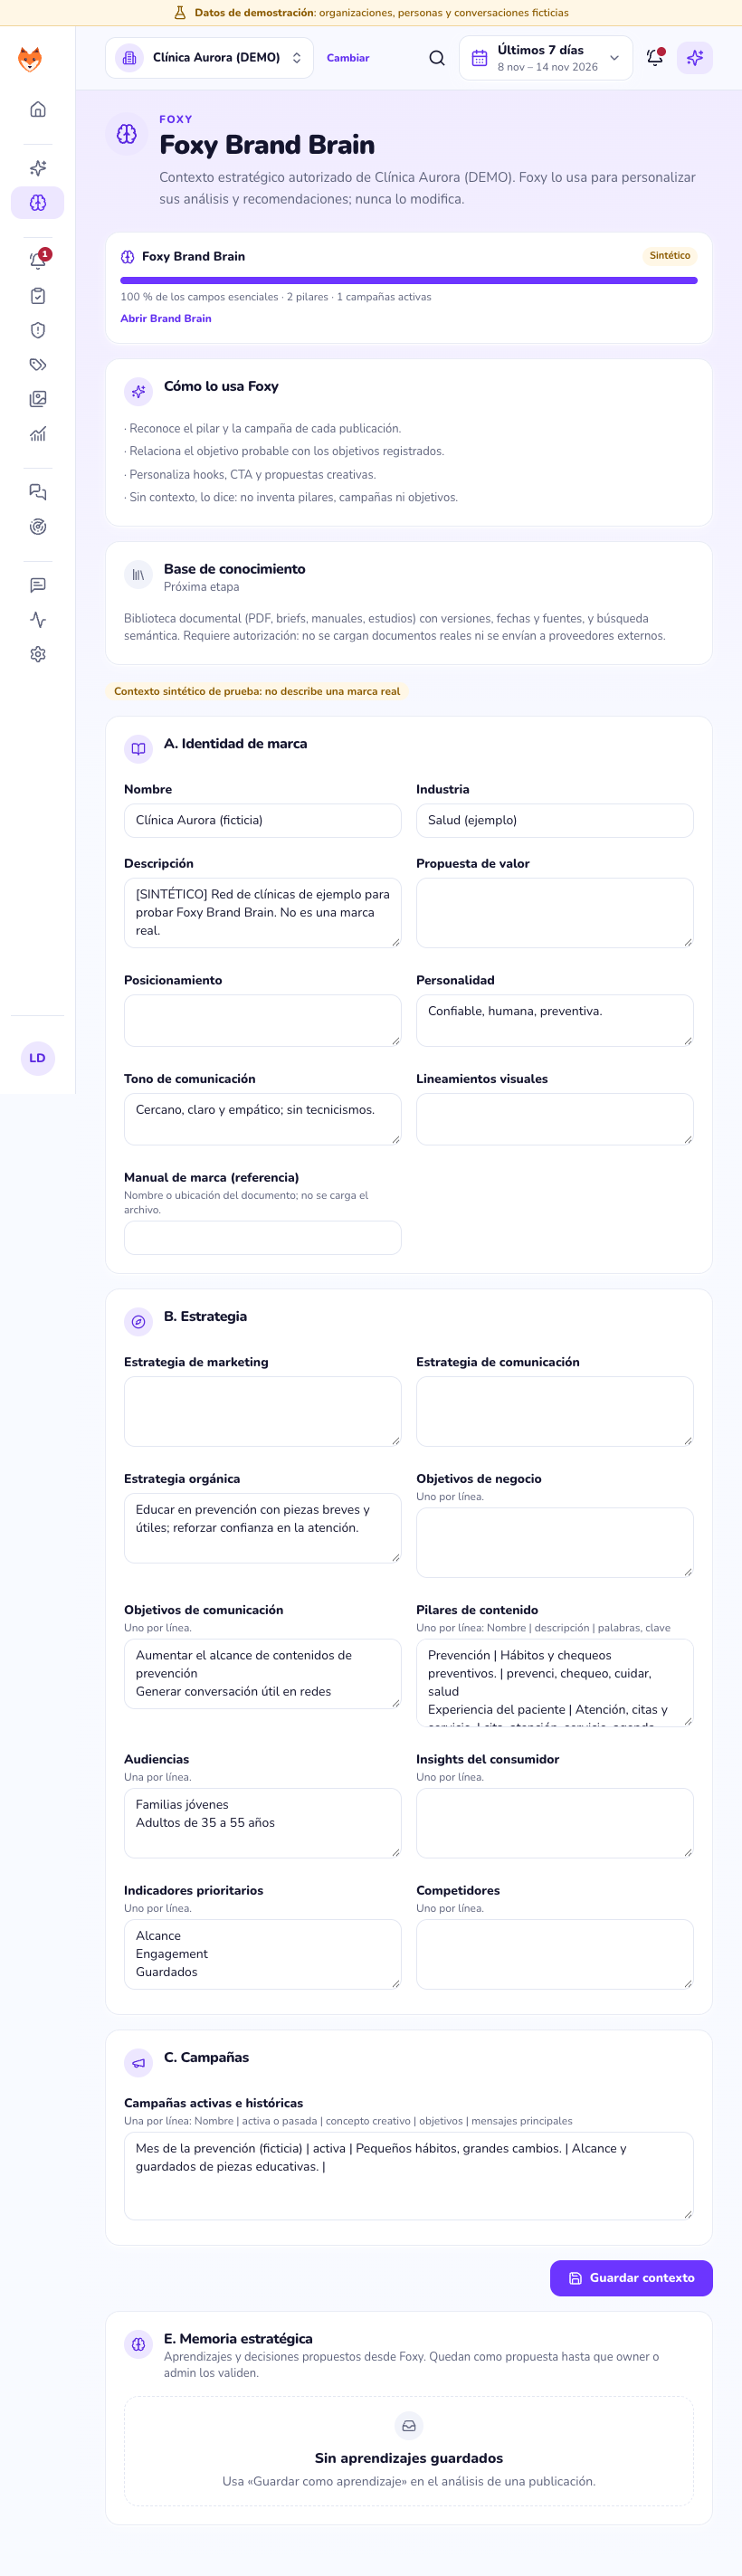 Datos de demostración: organizaciones, personas y conversaciones ficticias
Clínica Aurora (DEMO)
Cambiar
Últimos 7 días
8 nov – 14 nov 2026
1
LD
FOXY
Foxy Brand Brain
Contexto estratégico autorizado de Clínica Aurora (DEMO). Foxy lo usa para personalizar
sus análisis y recomendaciones; nunca lo modifica.
Foxy Brand Brain
Sintético
100 % de los campos esenciales · 2 pilares · 1 campañas activas
Abrir Brand Brain
Cómo lo usa Foxy
· Reconoce el pilar y la campaña de cada publicación.
· Relaciona el objetivo probable con los objetivos registrados.
· Personaliza hooks, CTA y propuestas creativas.
· Sin contexto, lo dice: no inventa pilares, campañas ni objetivos.
Base de conocimiento
Próxima etapa
Biblioteca documental (PDF, briefs, manuales, estudios) con versiones, fechas y fuentes, y búsqueda
semántica. Requiere autorización: no se cargan documentos reales ni se envían a proveedores externos.
Contexto sintético de prueba: no describe una marca real
A. Identidad de marca
Nombre
Clínica Aurora (ficticia)
Industria
Salud (ejemplo)
Descripción
[SINTÉTICO] Red de clínicas de ejemplo para
probar Foxy Brand Brain. No es una marca
real.
Propuesta de valor
Posicionamiento
Personalidad
Confiable, humana, preventiva.
Tono de comunicación
Cercano, claro y empático; sin tecnicismos.
Lineamientos visuales
Manual de marca (referencia)
Nombre o ubicación del documento; no se carga el
archivo.
B. Estrategia
Estrategia de marketing
Estrategia de comunicación
Estrategia orgánica
Educar en prevención con piezas breves y
útiles; reforzar confianza en la atención.
Objetivos de negocio
Uno por línea.
Objetivos de comunicación
Uno por línea.
Aumentar el alcance de contenidos de
prevención
Generar conversación útil en redes
Pilares de contenido
Uno por línea: Nombre | descripción | palabras, clave
Prevención | Hábitos y chequeos
preventivos. | prevenci, chequeo, cuidar,
salud
Experiencia del paciente | Atención, citas y
servicio. | cita, atención, servicio, agenda
Audiencias
Una por línea.
Familias jóvenes
Adultos de 35 a 55 años
Insights del consumidor
Uno por línea.
Indicadores prioritarios
Uno por línea.
Alcance
Engagement
Guardados
Competidores
Uno por línea.
C. Campañas
Campañas activas e históricas
Una por línea: Nombre | activa o pasada | concepto creativo | objetivos | mensajes principales
Mes de la prevención (ficticia) | activa | Pequeños hábitos, grandes cambios. | Alcance y
guardados de piezas educativas. |
Guardar contexto
E. Memoria estratégica
Aprendizajes y decisiones propuestos desde Foxy. Quedan como propuesta hasta que owner o
admin los validen.
Sin aprendizajes guardados
Usa «Guardar como aprendizaje» en el análisis de una publicación.